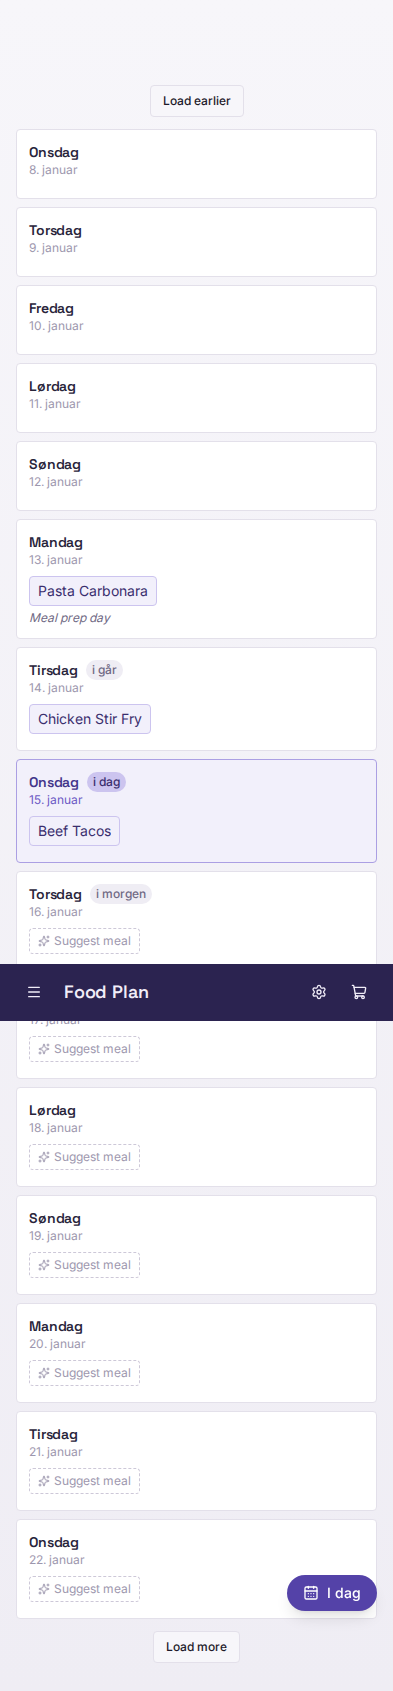 Load earlier
Onsdag
8. januar
Torsdag
9. januar
Fredag
10. januar
Lørdag
11. januar
Søndag
12. januar
Mandag
13. januar
Pasta Carbonara
Meal prep day
Tirsdag i går
14. januar
Chicken Stir Fry
Onsdag i dag
15. januar
Beef Tacos
Torsdag i morgen
16. januar
Suggest meal
Food Plan
17. januar
Suggest meal
Lørdag
18. januar
Suggest meal
Søndag
19. januar
Suggest meal
Mandag
20. januar
Suggest meal
Tirsdag
21. januar
Suggest meal
Onsdag
22. januar
Suggest meal
I dag
Load more